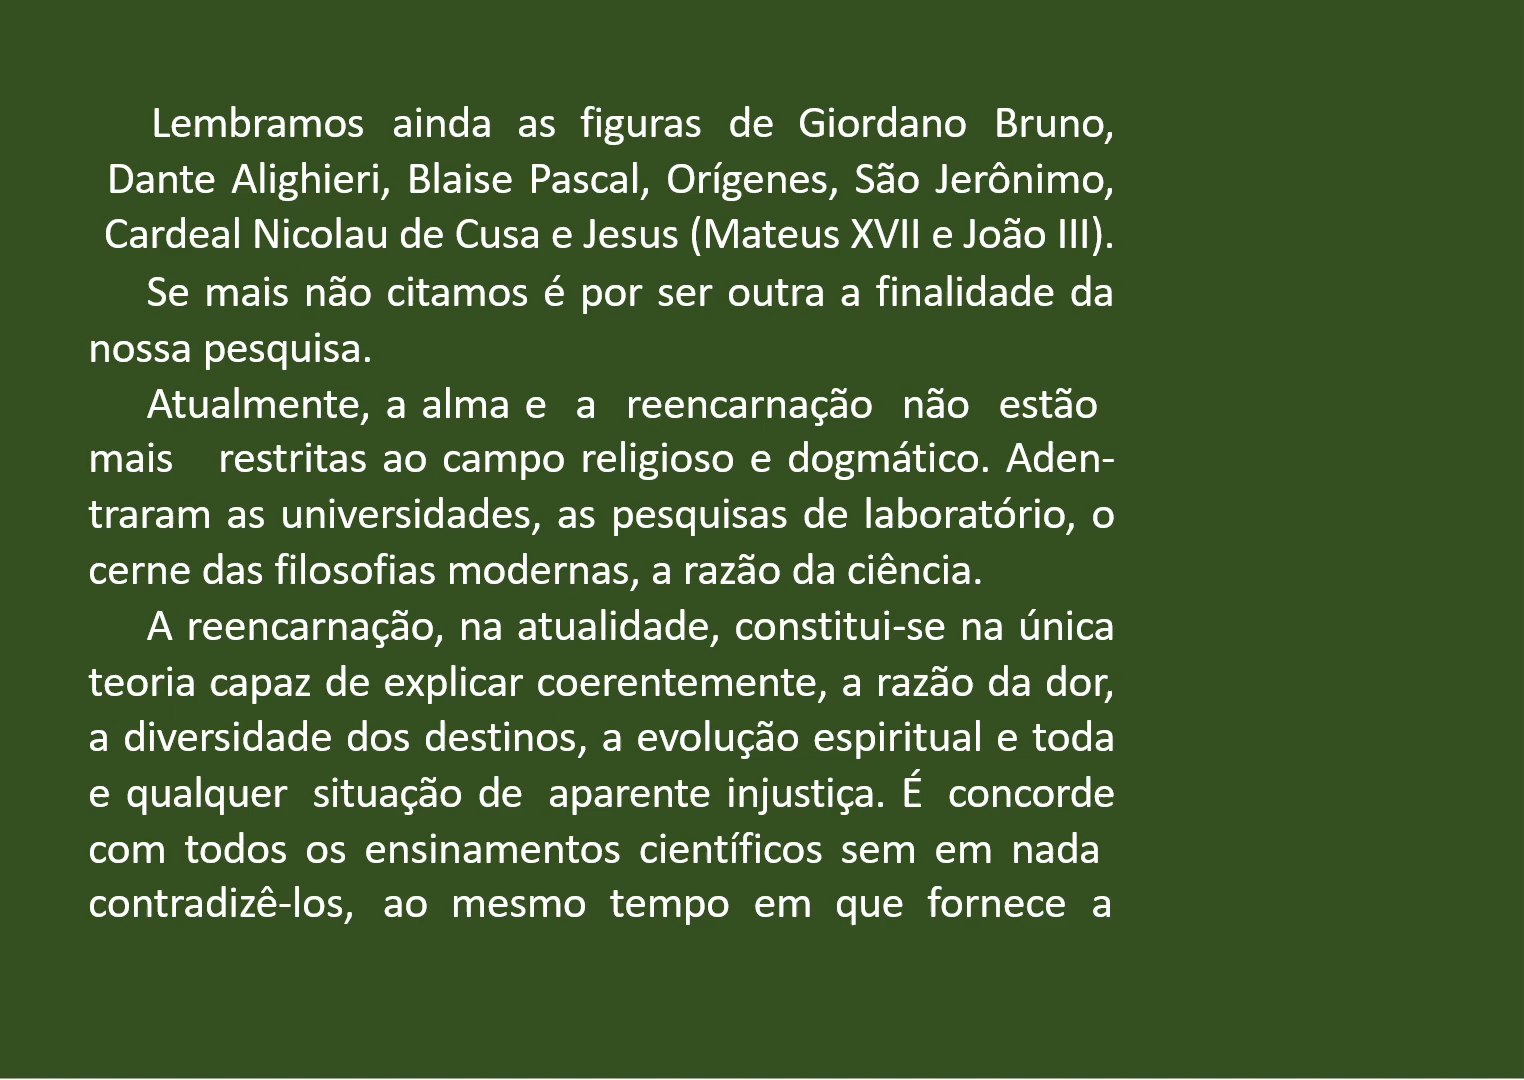 Lembramos ainda as figuras de Giordano Bruno,
Dante Alighieri, Blaise Pascal, Orígenes, São Jerônimo,
Cardeal Nicolau de Cusa e Jesus (Mateus XVII e João III).
Se mais não citamos é por ser outra a finalidade da
nossa pesquisa.
Atualmente, a alma e a reencarnação não estão
mais restritas ao campo religioso e dogmático. Aden-
traram as universidades, as pesquisas de laboratório, o
cerne das filosofias modernas, a razão da ciência.
A reencarnação, na atualidade, constitui-se na única
teoria capaz de explicar coerentemente, a razão da dor,
a diversidade dos destinos, a evolução espiritual e toda
e qualquer situação de aparente injustiça. É concorde
com todos os ensinamentos científicos sem em nada
contradizê-los, ao mesmo tempo em que fornece a